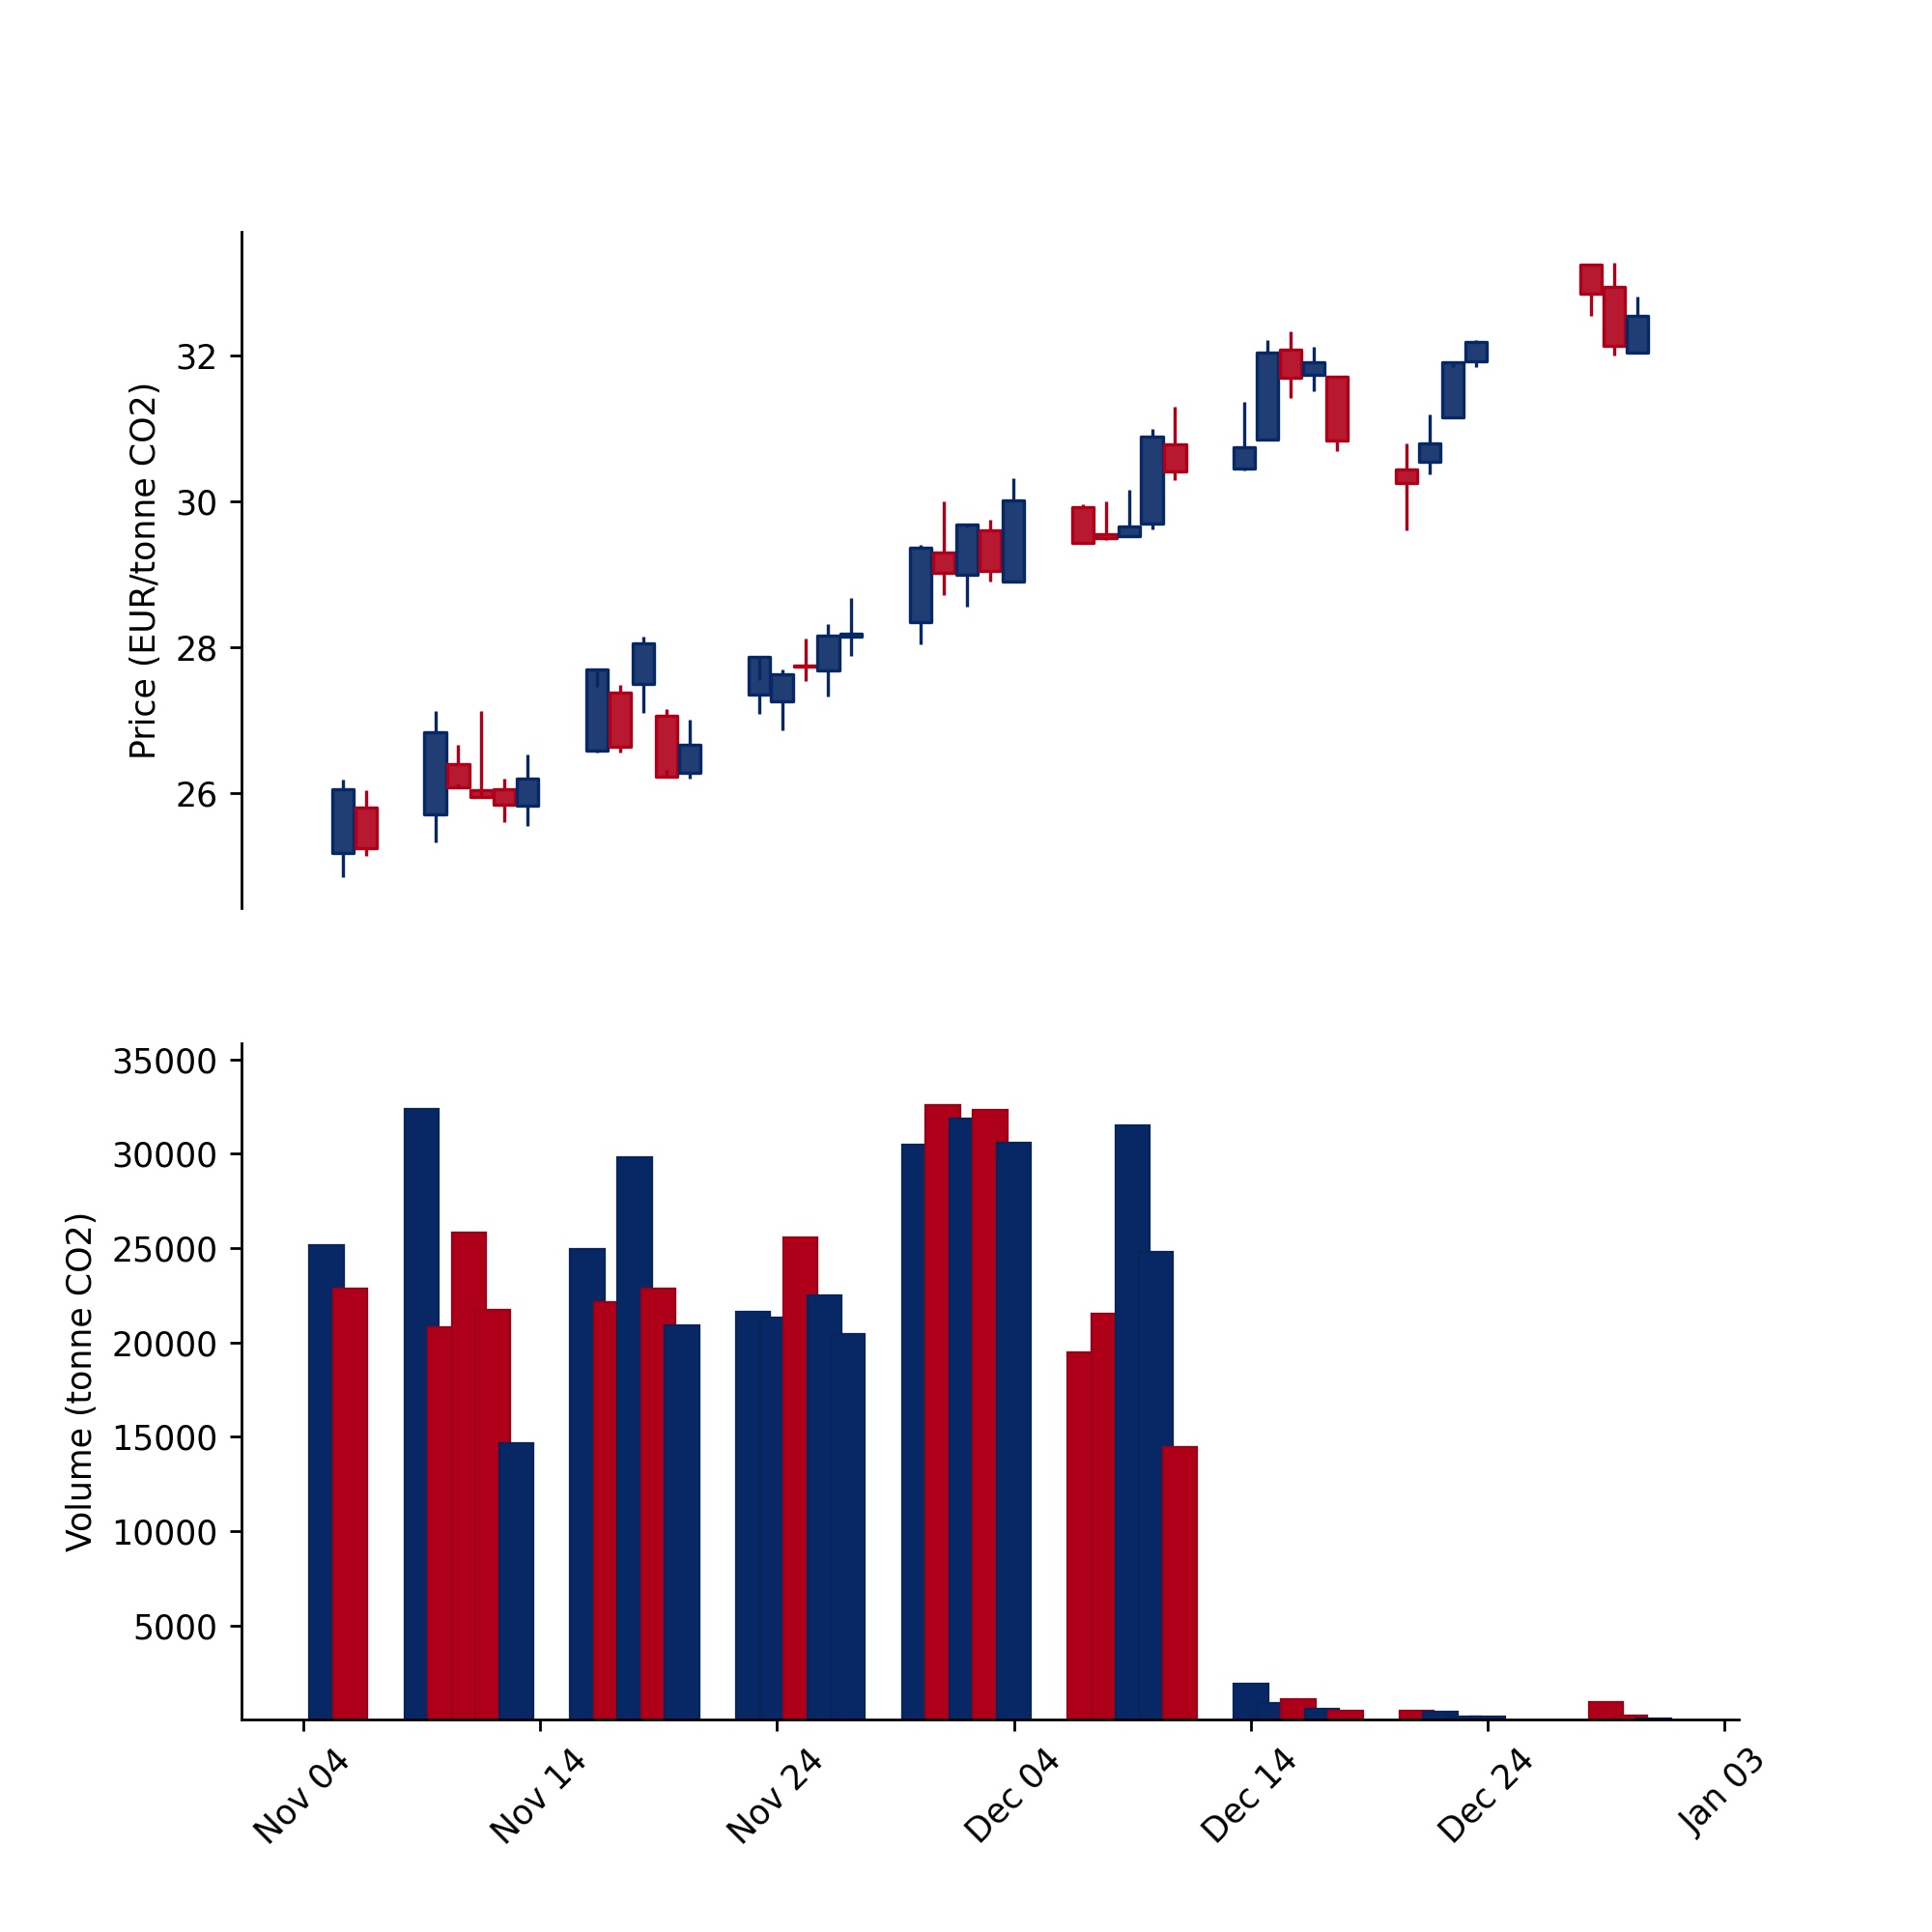 Price (EUR/tonne CO2)
32
30
28
26
Volume (tonne CO2)
35000
30000
25000
20000
15000
10000
5000
Nov 04
Nov 14
Nov 24
Dec 04
Dec 14
Dec 24
Jan 03